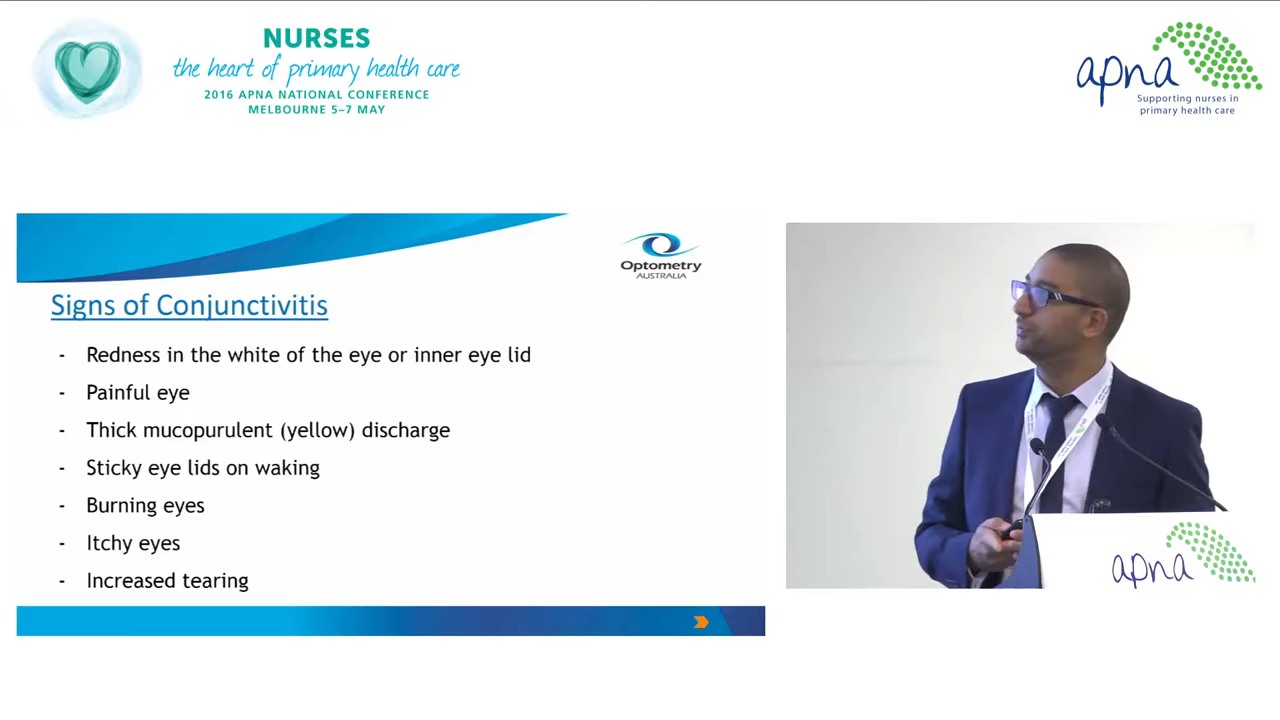 NURSES
the heart of primary health care
2016 APNA NATIONAL CONFERENCE
MELBOURNE 5–7 MAY
apna
Supporting nurses in
primary health care
Optometry
AUSTRALIA
Signs of Conjunctivitis
- Redness in the white of the eye or inner eye lid
- Painful eye
- Thick mucopurulent (yellow) discharge
- Sticky eye lids on waking
- Burning eyes
- Itchy eyes
- Increased tearing
apna